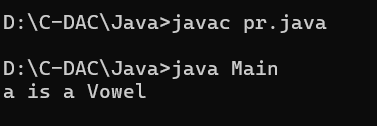 D:\C-DAC\Java>javac pr.java
D:\C-DAC\Java>java Main
a is a Vowel